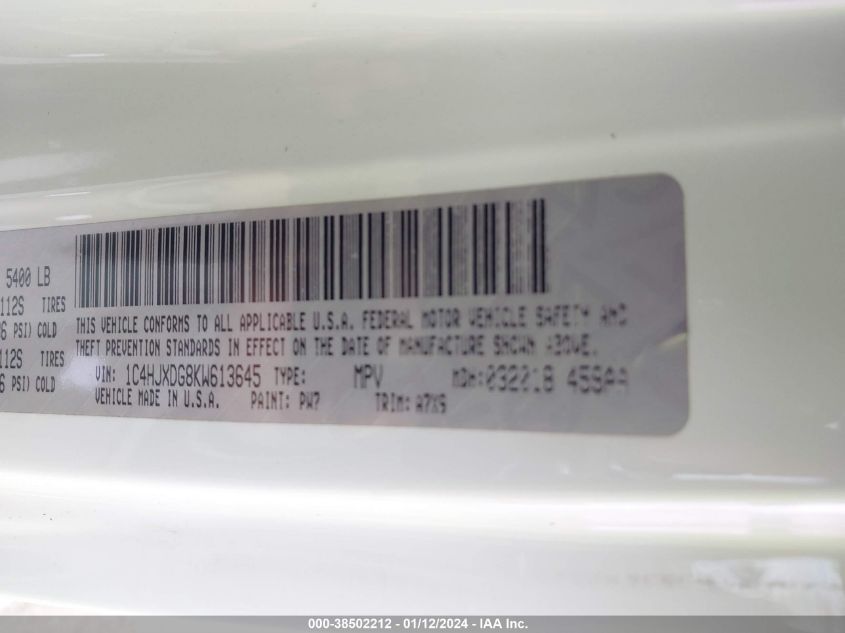 5400 LB
112S TIRES
6 PSI) COLD
112S TIRES
6 PSI) COLD
THIS VEHICLE CONFORMS TO ALL APPLICABLE U.S.A. FEDERAL MOTOR VEHICLE SAFETY AND
THEFT PREVENTION STANDARDS IN EFFECT ON THE DATE OF MANUFACTURE SHOWN ABOVE.
VIN: 1C4HJXDG8KW613645 TYPE: MPV MDH:
VEHICLE MADE IN U.S.A. PAINT: PW7 TRIM: A7X9
000-38502212 - 01/12/2024 - IAA Inc.